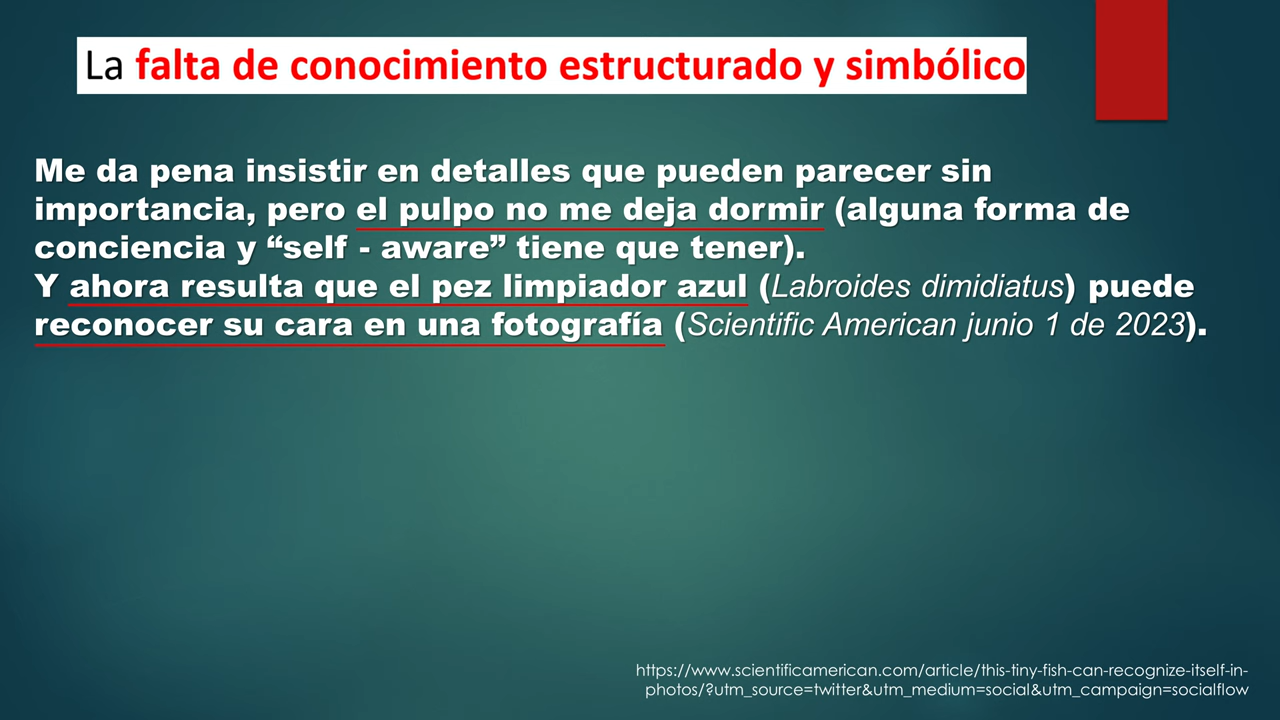 La falta de conocimiento estructurado y simbólico
Me da pena insistir en detalles que pueden parecer sin
importancia, pero el pulpo no me deja dormir (alguna forma de
conciencia y “self - aware” tiene que tener).
Y ahora resulta que el pez limpiador azul (Labroides dimidiatus) puede
reconocer su cara en una fotografía (Scientific American junio 1 de 2023).
https://www.scientificamerican.com/article/this-tiny-fish-can-recognize-itself-in-
photos/?utm_source=twitter&utm_medium=social&utm_campaign=socialflow